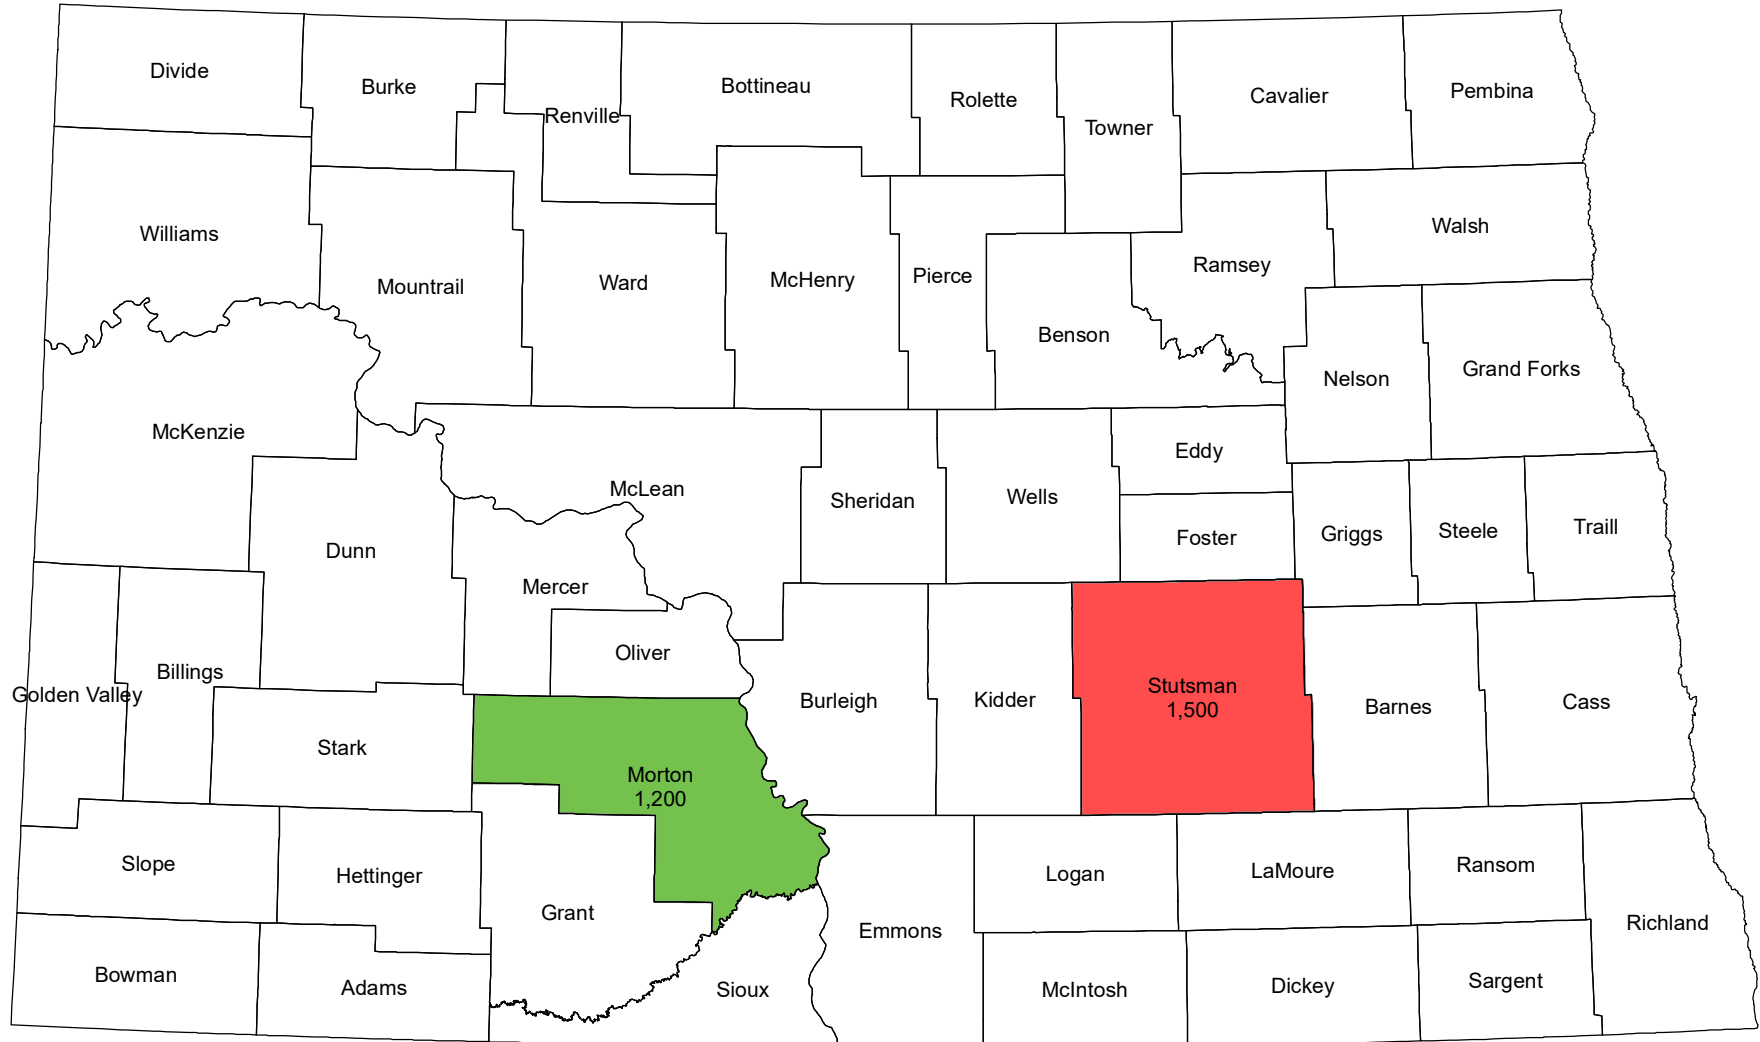 Divide
Burke
Renville
Bottineau
Rolette
Towner
Cavalier
Pembina
Williams
Mountrail
Ward
McHenry
Pierce
Benson
Ramsey
Walsh
McKenzie
Nelson
Grand Forks
Dunn
McLean
Sheridan
Wells
Eddy
Foster
Griggs
Steele
Traill
Mercer
Oliver
Golden Valley
Billings
Stark
Morton
1,200
Burleigh
Kidder
Stutsman
1,500
Barnes
Cass
Slope
Hettinger
Grant
Emmons
Logan
LaMoure
Ransom
Richland
Bowman
Adams
Sioux
McIntosh
Dickey
Sargent